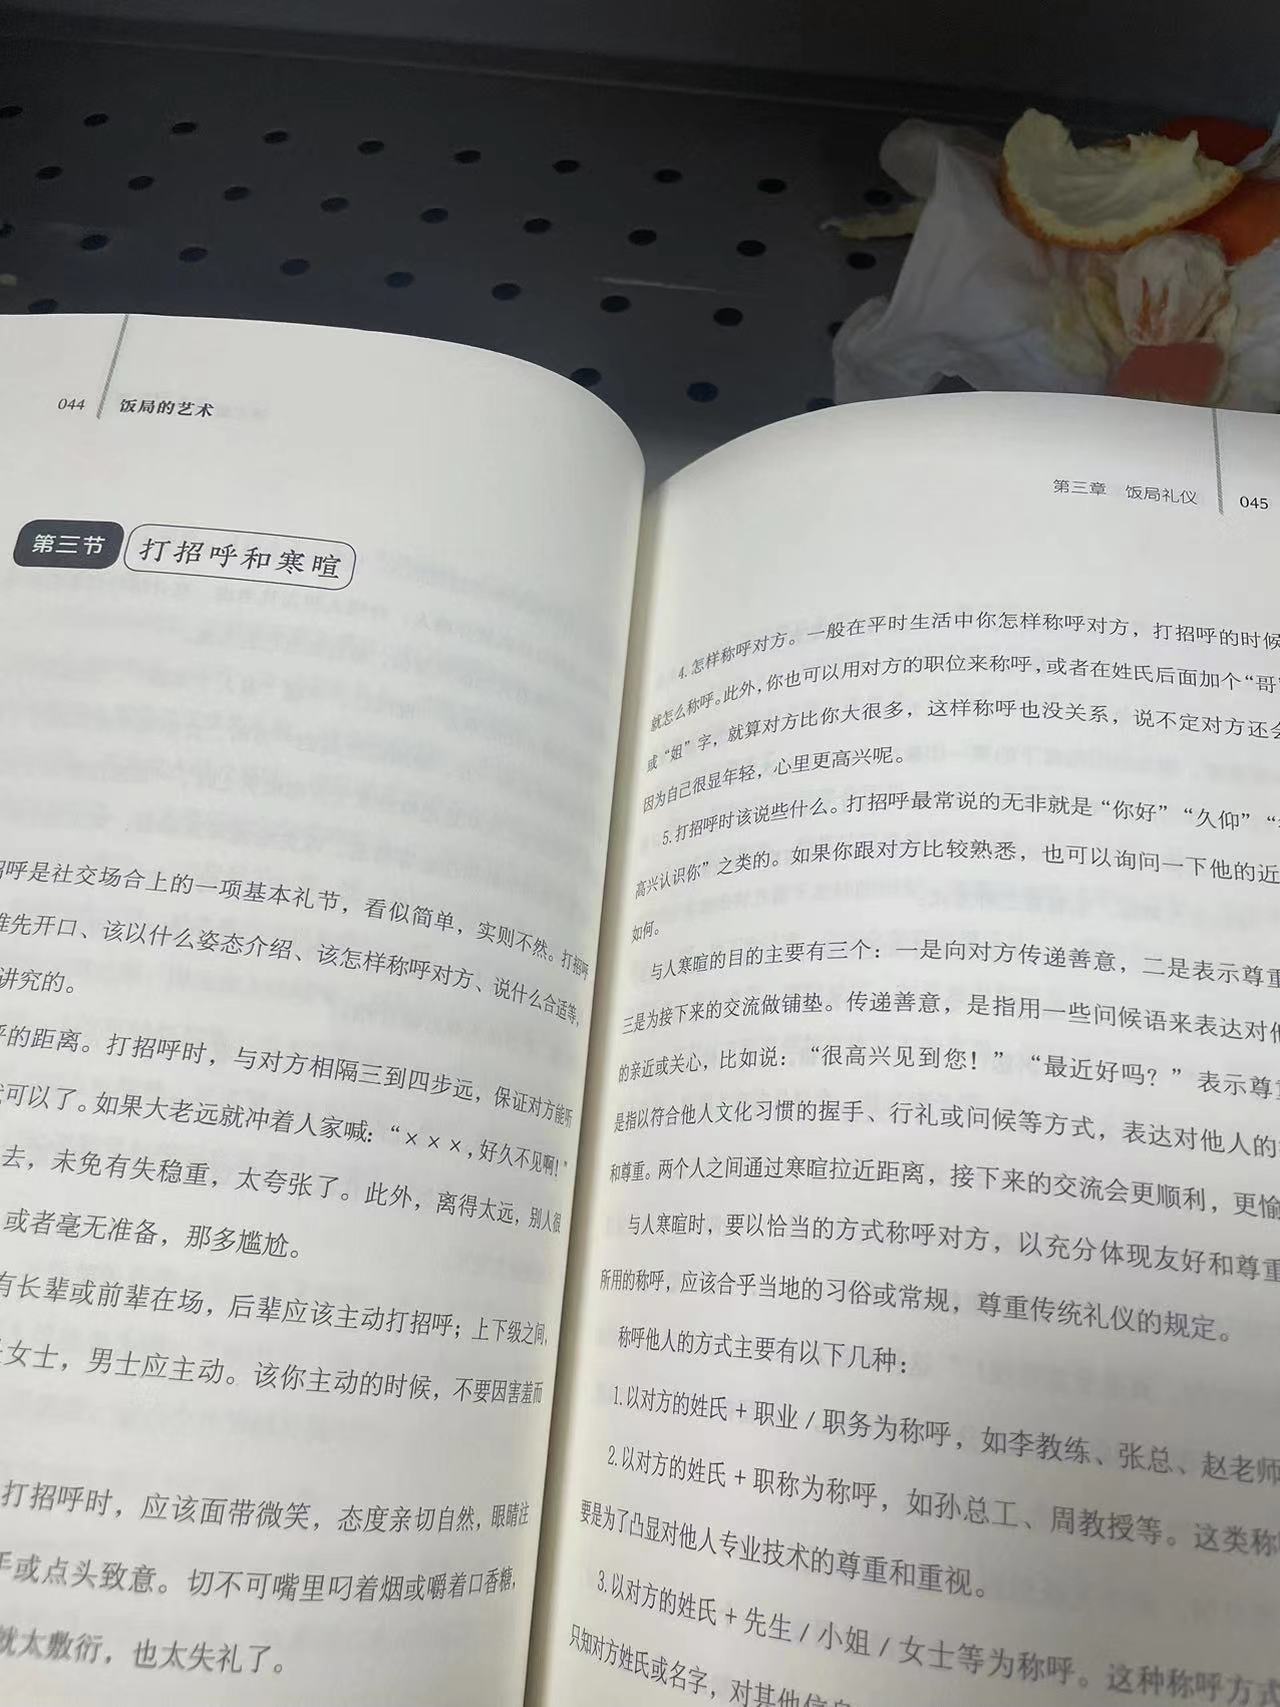 044 饭局的艺术
第三节 打招呼和寒暄
招呼是社交场合上的一项基本礼节，看似简单，实则不然。打招呼
谁先开口、该以什么姿态介绍、该怎样称呼对方、说什么合适等，
讲究的。
的距离。打招呼时，与对方相隔三到四步远，保证对方能听
可以了。如果大老远就冲着人家喊：“×××，好久不见啊！”
去，未免有失稳重，太夸张了。此外，离得太远，别人很
或者毫无准备，那多尴尬。
有长辈或前辈在场，后辈应该主动打招呼；上下级之间，
女士，男士应主动。该你主动的时候，不要因害羞而
打招呼时，应该面带微笑，态度亲切自然，眼睛注
手或点头致意。切不可嘴里叼着烟或嚼着口香糖，
就太敷衍，也太失礼了。
第三章 饭局礼仪 045
4. 怎样称呼对方。一般在平时生活中你怎样称呼对方，打招呼的时候
就怎么称呼。此外，你也可以用对方的职位来称呼，或者在姓氏后面加个“哥”
或“姐”字，就算对方比你大很多，这样称呼也没关系，说不定对方还会
因为自己很显年轻，心里更高兴呢。
5. 打招呼时该说些什么。打招呼最常说的无非就是“你好”“久仰”“
高兴认识你”之类的。如果你跟对方比较熟悉，也可以询问一下他的近
如何。
与人寒暄的目的主要有三个：一是向对方传递善意，二是表示尊重
三是为接下来的交流做铺垫。传递善意，是指用一些问候语来表达对他
的亲近或关心，比如说：“很高兴见到您！”“最近好吗？”表示尊重
是指以符合他人文化习惯的握手、行礼或问候等方式，表达对他人的
和尊重。两个人之间通过寒暄拉近距离，接下来的交流会更顺利，更愉
与人寒暄时，要以恰当的方式称呼对方，以充分体现友好和尊重
所用的称呼，应该合乎当地的习俗或常规，尊重传统礼仪的规定。
称呼他人的方式主要有以下几种：
1. 以对方的姓氏 + 职业 / 职务为称呼，如李教练、张总、赵老师
2. 以对方的姓氏 + 职称为称呼，如孙总工、周教授等。这类称呼
要是为了凸显对他人专业技术的尊重和重视。
3. 以对方的姓氏 + 先生 / 小姐 / 女士等为称呼。这种称呼方式
只知对方姓氏或名字，对其他信息